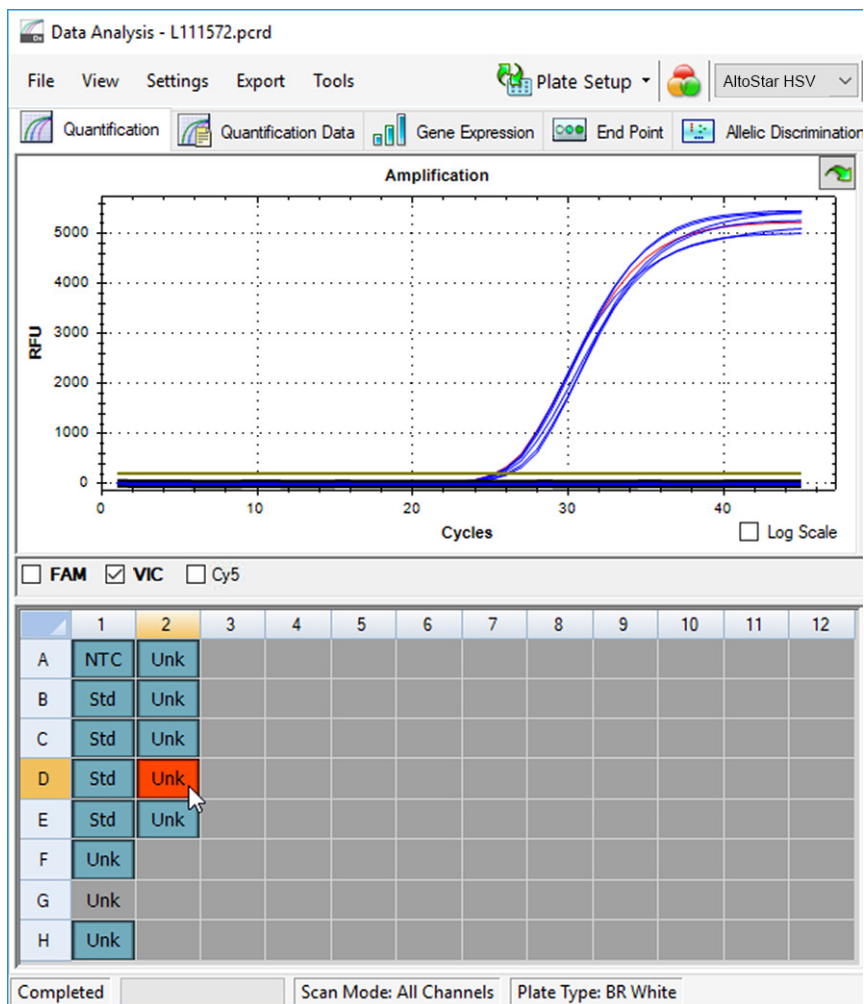 Data Analysis - L111572.pcrd
File View Settings Export Tools Plate Setup AltoStar HSV
Quantification Quantification Data Gene Expression End Point Allelic Discrimination
Amplification
5000
4000
3000
2000
1000
0
RFU
0 10 20 30 40
Cycles
Log Scale
FAM VIC Cy5
1 2 3 4 5 6 7 8 9 10 11 12
A NTC Unk
B Std Unk
C Std Unk
D Std Unk
E Std Unk
F Unk
G Unk
H Unk
Completed Scan Mode: All Channels Plate Type: BR White